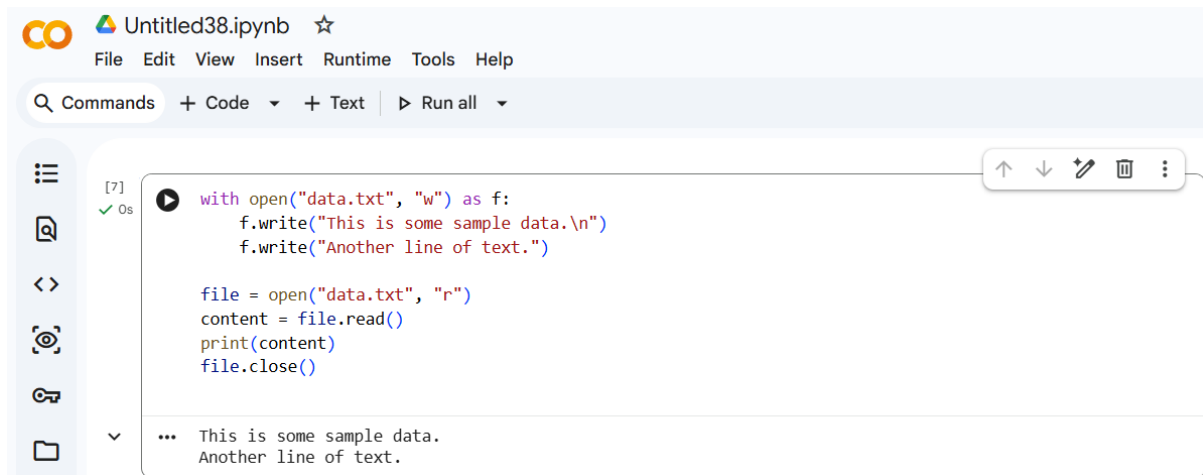 CO Untitled38.ipynb
File Edit View Insert Runtime Tools Help
Commands + Code + Text Run all
[7]
0s
with open("data.txt", "w") as f:
    f.write("This is some sample data.\n")
    f.write("Another line of text.")
file = open("data.txt", "r")
content = file.read()
print(content)
file.close()
This is some sample data.
Another line of text.